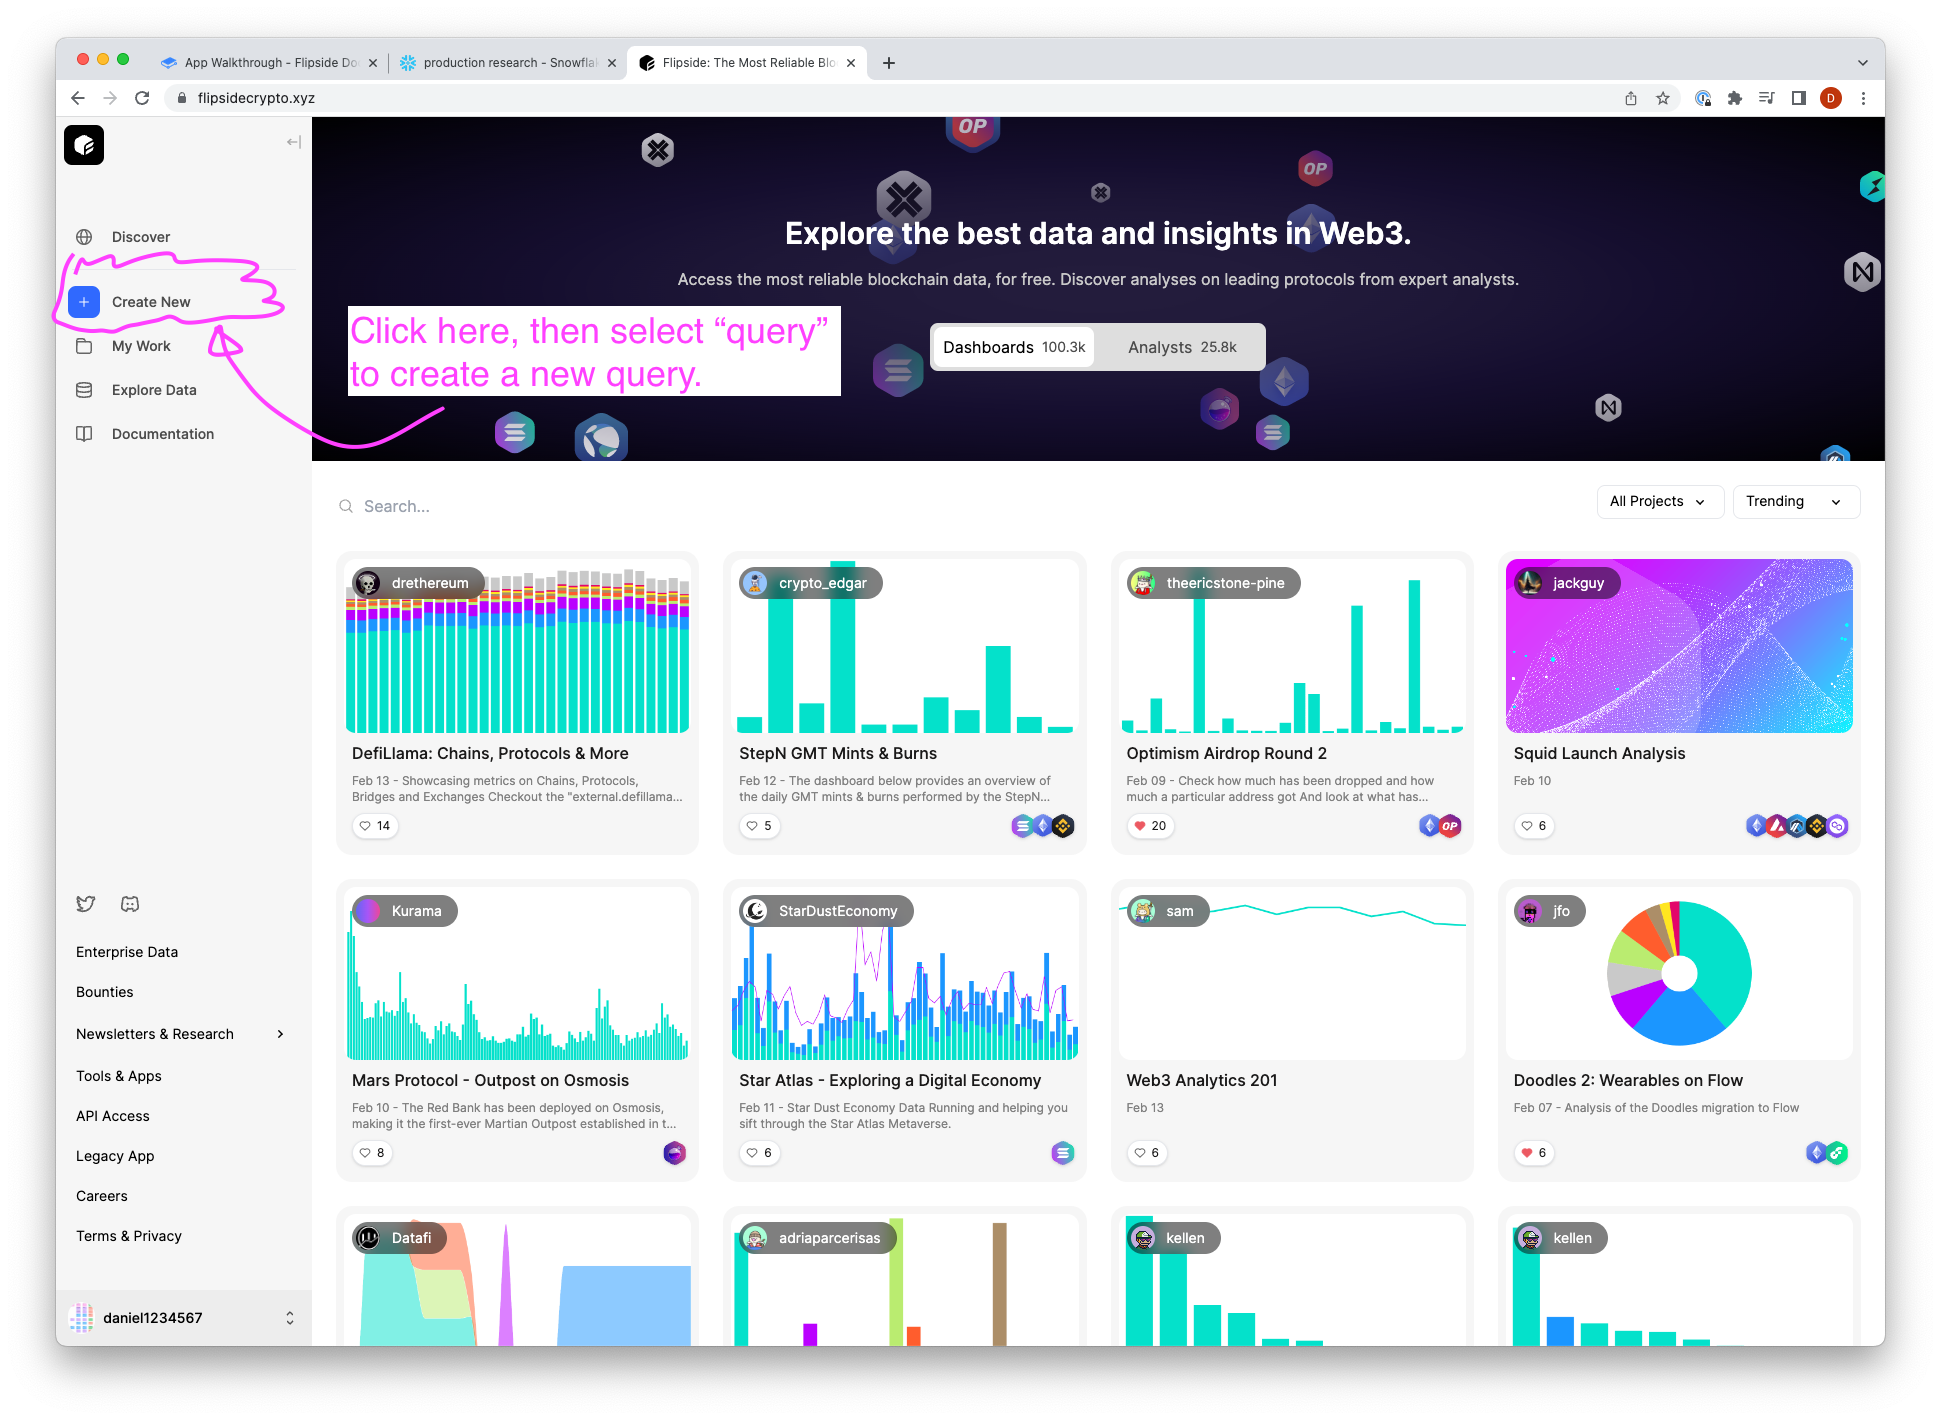 App Walkthrough - Flipside Do
production research - Snowflak
Flipside: The Most Reliable Blo
flipsidecrypto.xyz
D
Discover
Create New
My Work
Explore Data
Documentation
OP
OP
Explore the best data and insights in Web3.
Access the most reliable blockchain data, for free. Discover analyses on leading protocols from expert analysts.
Click here, then select “query”
to create a new query.
Dashboards 100.3k
Analysts 25.8k
Search...
All Projects
Trending
drethereum
DefiLlama: Chains, Protocols & More
Feb 13 - Showcasing metrics on Chains, Protocols,
Bridges and Exchanges Checkout the "external.defillama...
14
crypto_edgar
StepN GMT Mints & Burns
Feb 12 - The dashboard below provides an overview of
the daily GMT mints & burns performed by the StepN...
5
theericstone-pine
Optimism Airdrop Round 2
Feb 09 - Check how much has been dropped and how
much a particular address got And look at what has...
20
OP
jackguy
Squid Launch Analysis
Feb 10
6
Kurama
Mars Protocol - Outpost on Osmosis
Feb 10 - The Red Bank has been deployed on Osmosis,
making it the first-ever Martian Outpost established in t...
8
StarDustEconomy
Star Atlas - Exploring a Digital Economy
Feb 11 - Star Dust Economy Data Running and helping you
sift through the Star Atlas Metaverse.
6
sam
Web3 Analytics 201
Feb 13
6
jfo
Doodles 2: Wearables on Flow
Feb 07 - Analysis of the Doodles migration to Flow
6
Datafi
adriaparcerisas
kellen
kellen
Enterprise Data
Bounties
Newsletters & Research
Tools & Apps
API Access
Legacy App
Careers
Terms & Privacy
daniel1234567